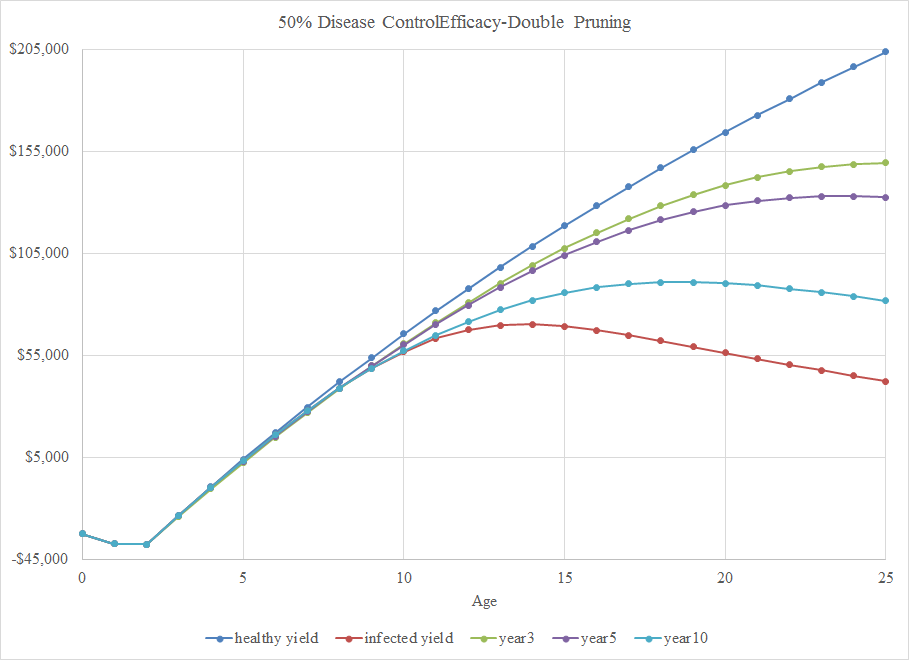 50% Disease ControlEfficacy-Double Pruning
$205,000
$155,000
$105,000
$55,000
$5,000
-$45,000
0 5 10 15 20 25
Age
healthy yield infected yield year3 year5 year10